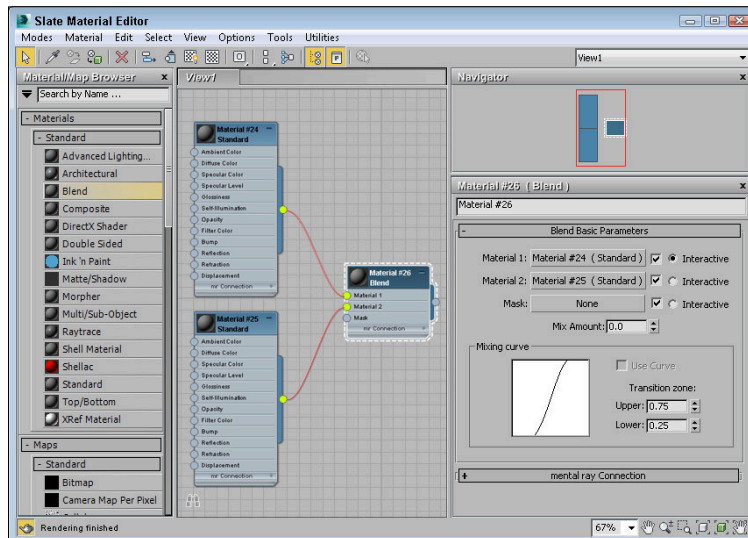 Slate Material Editor
Modes Material Edit Select View Options Tools Utilities
View1
Material/Map Browser x
Search by Name ...
- Materials
- Standard
Advanced Lighting...
Architectural
Blend
Composite
DirectX Shader
Double Sided
Ink 'n Paint
Matte/Shadow
Morpher
Multi/Sub-Object
Raytrace
Shell Material
Shellac
Standard
Top/Bottom
XRef Material
- Maps
- Standard
Bitmap
Camera Map Per Pixel
View1
Material #24
Standard
Ambient Color
Diffuse Color
Specular Color
Specular Level
Glossiness
Self-Illumination
Opacity
Filter Color
Bump
Reflection
Refraction
Displacement
mr Connection +
Material #25
Standard
Ambient Color
Diffuse Color
Specular Color
Specular Level
Glossiness
Self-Illumination
Opacity
Filter Color
Bump
Reflection
Refraction
Displacement
mr Connection +
Material #26
Blend
Material 1
Material 2
Mask
mr Connection +
Navigator x
Material #26 ( Blend ) x
Material #26
- Blend Basic Parameters
Material 1: Material #24 ( Standard ) Interactive
Material 2: Material #25 ( Standard ) Interactive
Mask: None Interactive
Mix Amount: 0.0
Mixing curve
Use Curve
Transition zone:
Upper: 0.75
Lower: 0.25
+ mental ray Connection
Rendering finished
67%